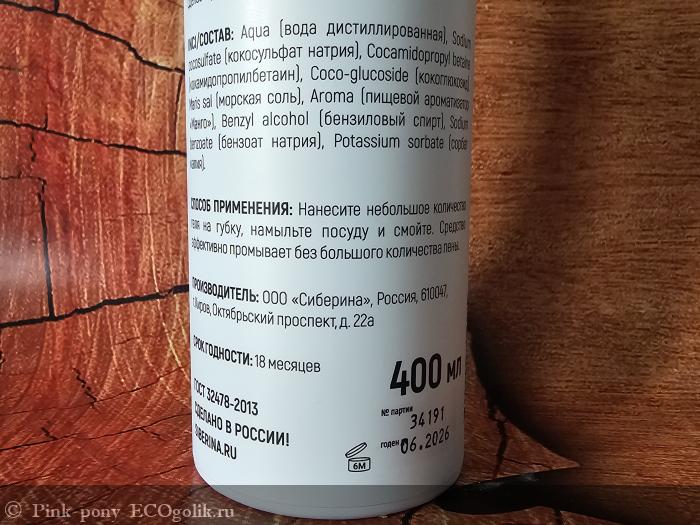 INCI/СОСТАВ: Aqua (вода дистиллированная), Sodium
cocosulfate (кокосульфат натрия), Cocamidopropyl betaine
(кокамидопропилбетаин), Coco-glucoside (кокоглюкозид)
Maris sal (морская соль), Aroma (пищевой ароматизатор
«Манго»), Benzyl alcohol (бензиловый спирт), Sodium
benzoate (бензоат натрия), Potassium sorbate (сорбат
калия).
СПОСОБ ПРИМЕНЕНИЯ: Нанесите небольшое количество
геля на губку, намыльте посуду и смойте. Средство
эффективно промывает без большого количества пены.
ПРОИЗВОДИТЕЛЬ: ООО «Сиберина», Россия, 610047,
г.Киров, Октябрьский проспект, д. 22а
СРОК ГОДНОСТИ: 18 месяцев
400 мл
ГОСТ 32478-2013
СДЕЛАНО В РОССИИ!
SIBERINA.RU
№ партии 34191
годен 06.2026
6М
© Pink pony ECOgolik.ru